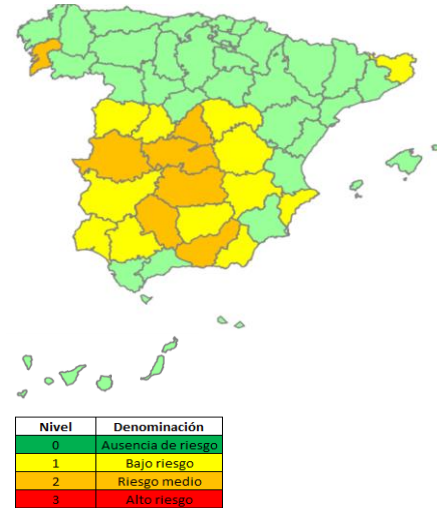 Nivel Denominación
0 Ausencia de riesgo
1 Bajo riesgo
2 Riesgo medio
3 Alto riesgo